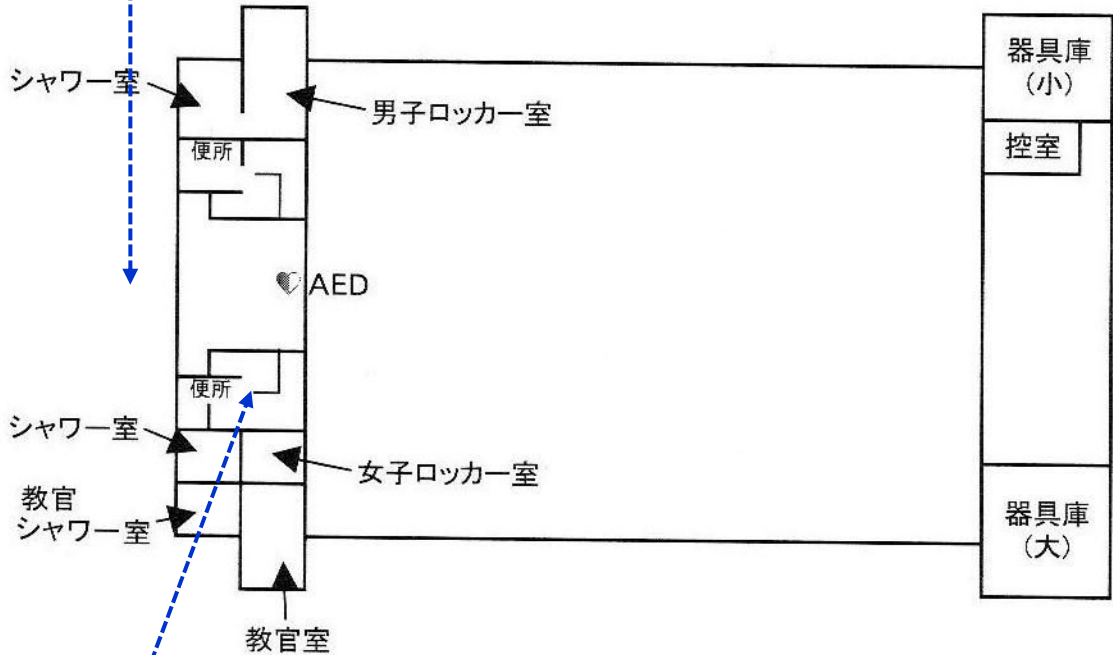 シャワー室
男子ロッカー室
器具庫
(小)
便所
控室
AED
便所
シャワー室
女子ロッカー室
教官
シャワー室
器具庫
(大)
教官室